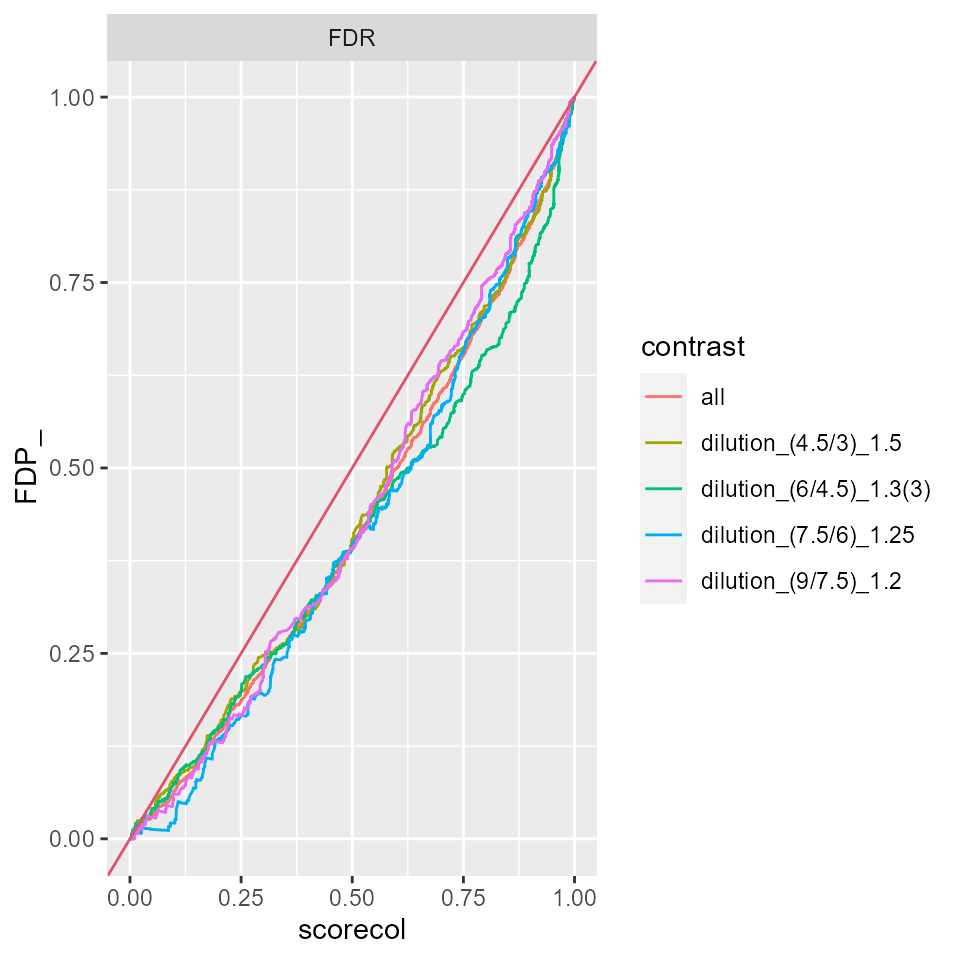 FDR
FDP_
1.00
0.75
0.50
0.25
0.00
0.00 0.25 0.50 0.75 1.00
scorecol
contrast
all
dilution_(4.5/3)_1.5
dilution_(6/4.5)_1.3(3)
dilution_(7.5/6)_1.25
dilution_(9/7.5)_1.2